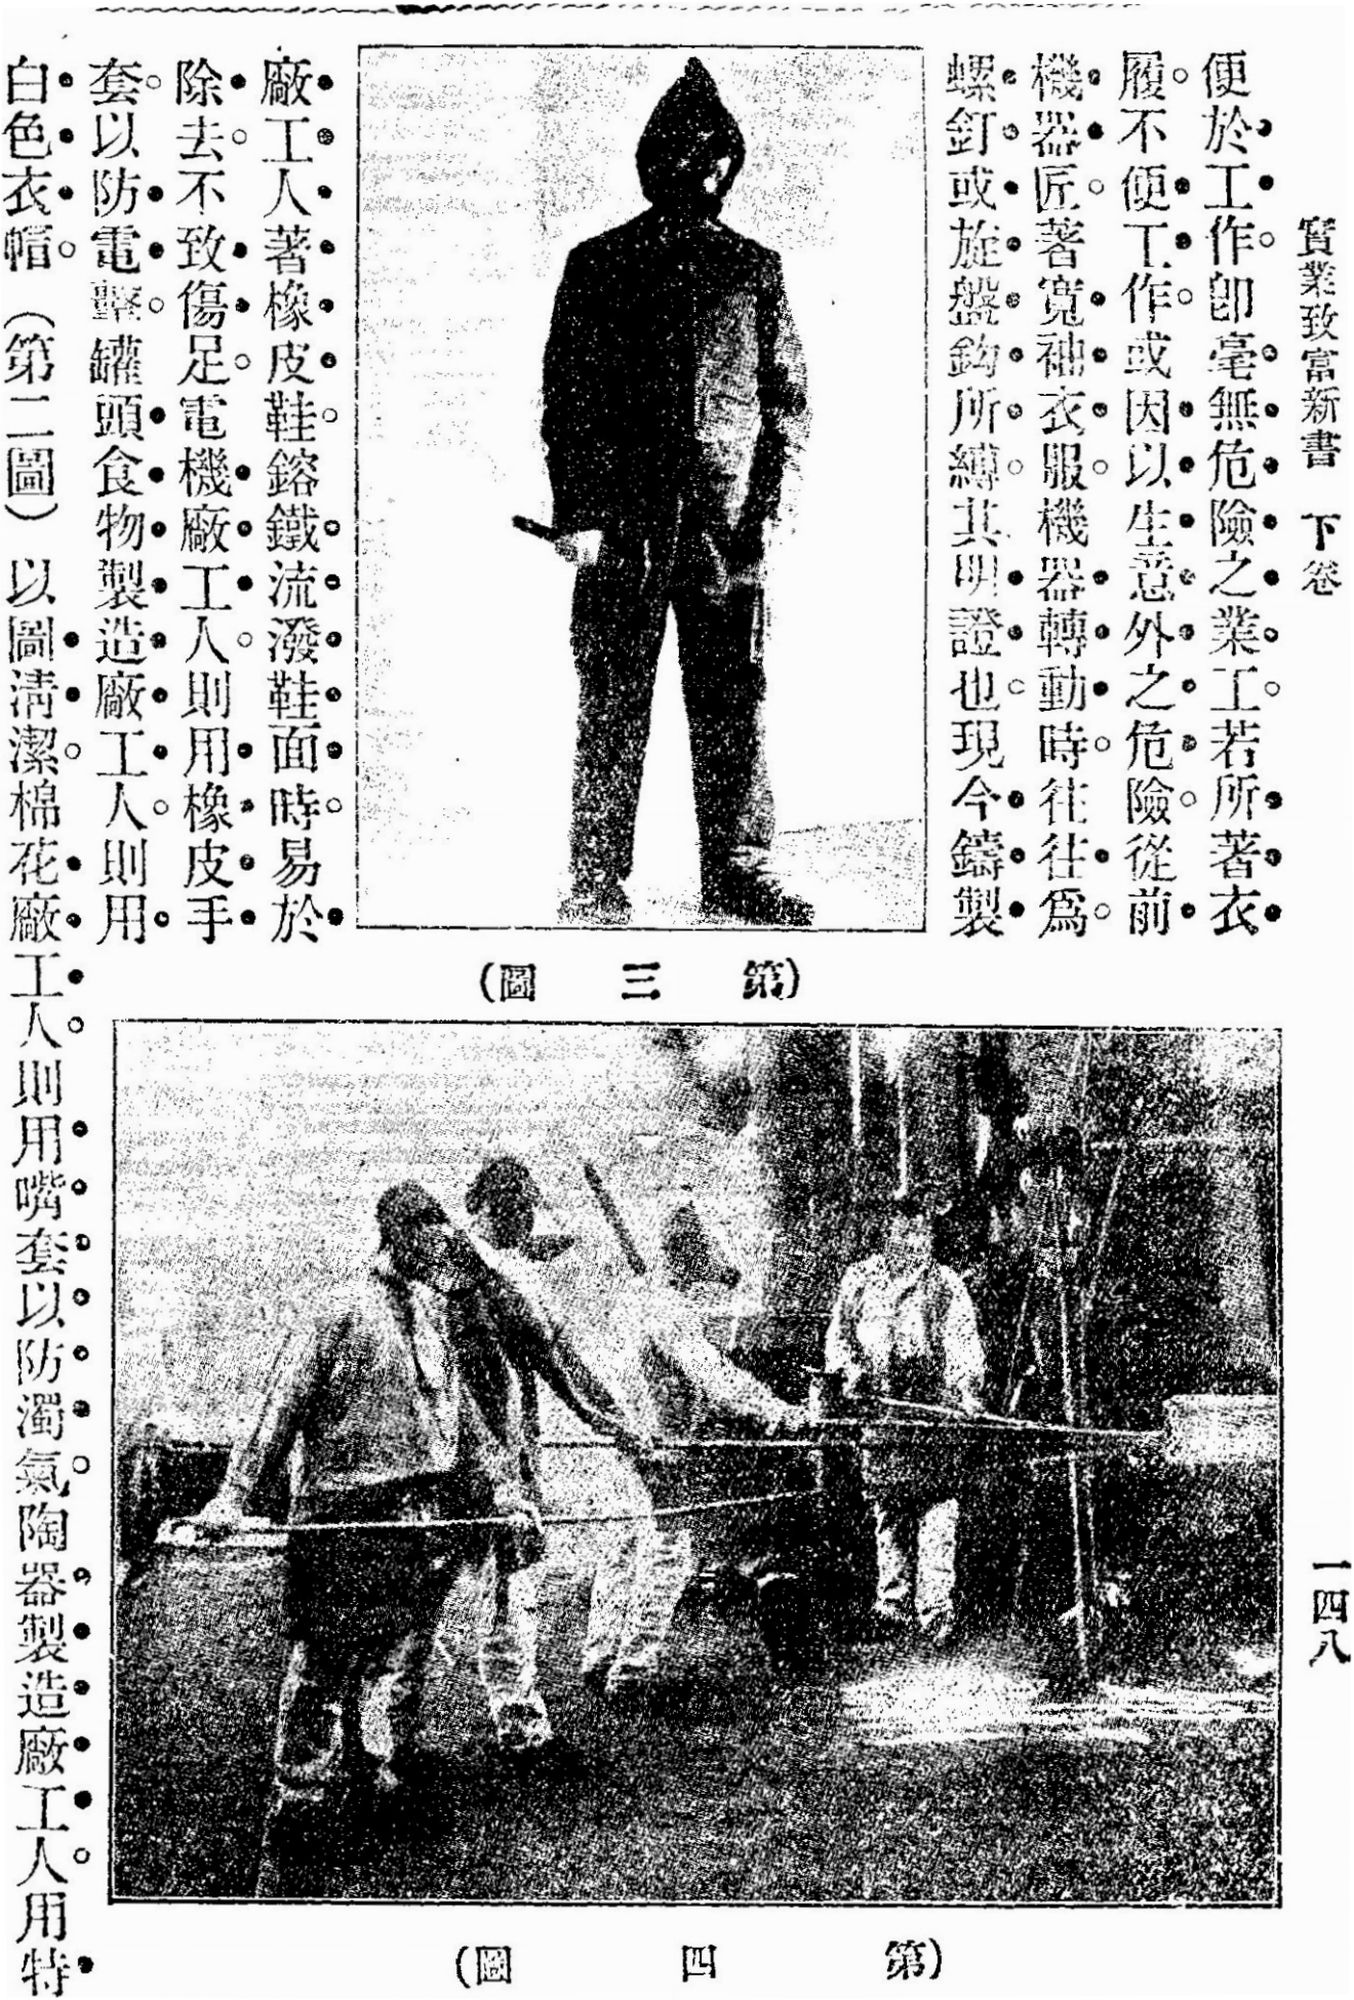 實業致富新書 下卷
一四八
便於工作。卽毫無危險之業工。若所著衣
履。不便工作。或因以生意外之危險。從前
機器匠。著寬袖衣服。機器轉動時。往往爲。
螺釘或旋盤鈎所縛。其明證也。現今鑄製
廠工人著橡皮鞋。鎔鐵流潑鞋面時。易於
除去。不致傷足。電機廠工人。則用橡皮手
套。以防電擊。罐頭食物製造廠工人。則用
白色衣帽。(第二圖)以圖清潔。棉花廠工人。則用嘴套以防濁氣。陶器製造廠工人。用特
(第三圖)
(第四圖)